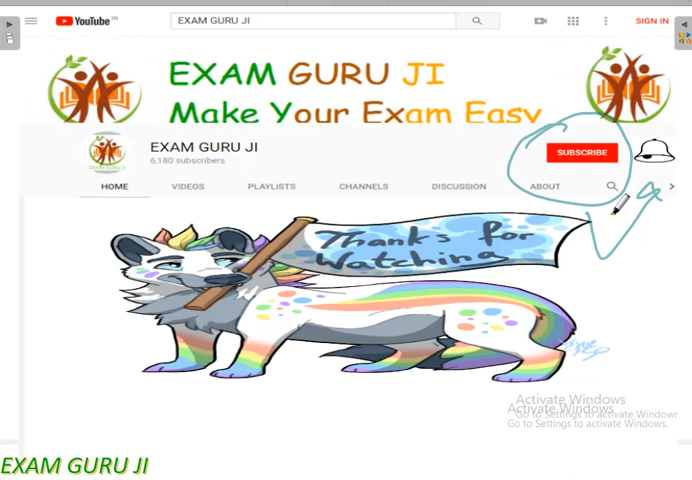 YouTube IN
EXAM GURU JI
SIGN IN
EXAM GURU JI
Make Your Exam Easy
EXAM GURU JI
6,180 subscribers
SUBSCRIBE
HOME VIDEOS PLAYLISTS CHANNELS DISCUSSION ABOUT
Thanks for
Watching
Activate Windows
Go to Settings to activate Windows.
Activate Windows
Go to Settings to activate Windows.
EXAM GURU JI